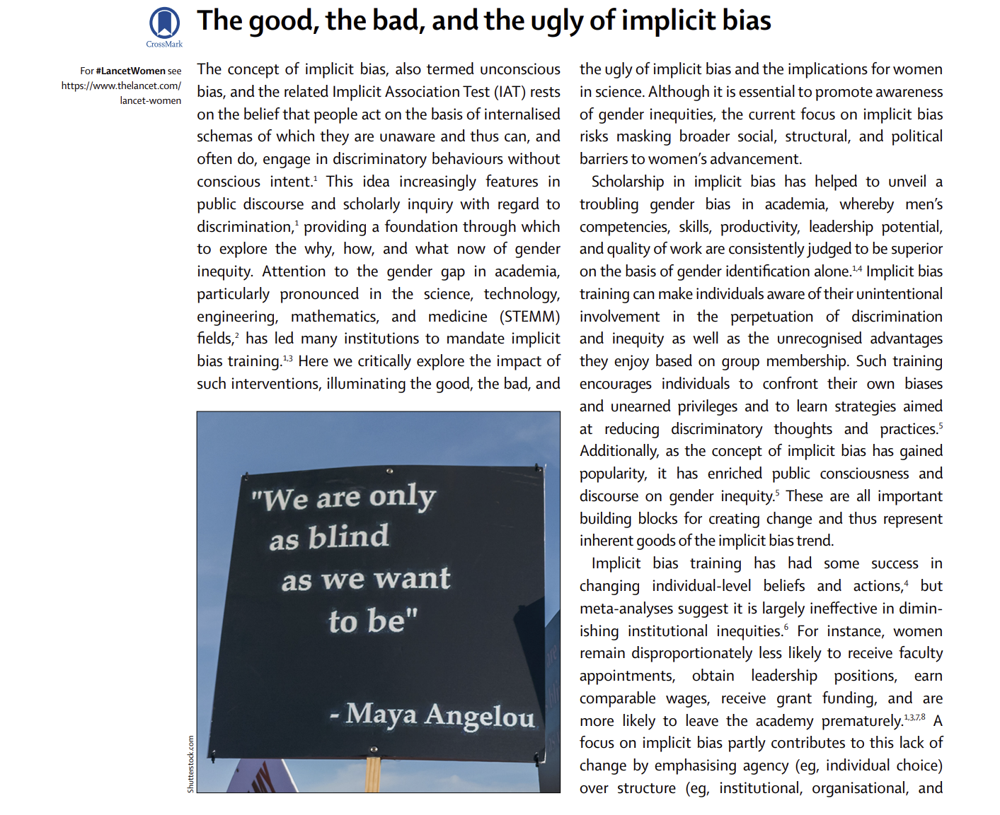 The good, the bad, and the ugly of implicit bias
CrossMark
For #LancetWomen see
https://www.thelancet.com/
lancet-women
The concept of implicit bias, also termed unconscious
bias, and the related Implicit Association Test (IAT) rests
on the belief that people act on the basis of internalised
schemas of which they are unaware and thus can, and
often do, engage in discriminatory behaviours without
conscious intent.1 This idea increasingly features in
public discourse and scholarly inquiry with regard to
discrimination,1 providing a foundation through which
to explore the why, how, and what now of gender
inequity. Attention to the gender gap in academia,
particularly pronounced in the science, technology,
engineering, mathematics, and medicine (STEMM)
fields,2 has led many institutions to mandate implicit
bias training.1,3 Here we critically explore the impact of
such interventions, illuminating the good, the bad, and
"We are only
as blind
as we want
to be"
- Maya Angelou
Shutterstock.com
the ugly of implicit bias and the implications for women
in science. Although it is essential to promote awareness
of gender inequities, the current focus on implicit bias
risks masking broader social, structural, and political
barriers to women's advancement.
Scholarship in implicit bias has helped to unveil a
troubling gender bias in academia, whereby men's
competencies, skills, productivity, leadership potential,
and quality of work are consistently judged to be superior
on the basis of gender identification alone.1,4 Implicit bias
training can make individuals aware of their unintentional
involvement in the perpetuation of discrimination
and inequity as well as the unrecognised advantages
they enjoy based on group membership. Such training
encourages individuals to confront their own biases
and unearned privileges and to learn strategies aimed
at reducing discriminatory thoughts and practices.5
Additionally, as the concept of implicit bias has gained
popularity, it has enriched public consciousness and
discourse on gender inequity.5 These are all important
building blocks for creating change and thus represent
inherent goods of the implicit bias trend.
Implicit bias training has had some success in
changing individual-level beliefs and actions,4 but
meta-analyses suggest it is largely ineffective in dimin-
ishing institutional inequities.6 For instance, women
remain disproportionately less likely to receive faculty
appointments, obtain leadership positions, earn
comparable wages, receive grant funding, and are
more likely to leave the academy prematurely.1,3,7,8 A
focus on implicit bias partly contributes to this lack of
change by emphasising agency (eg, individual choice)
over structure (eg, institutional, organisational, and